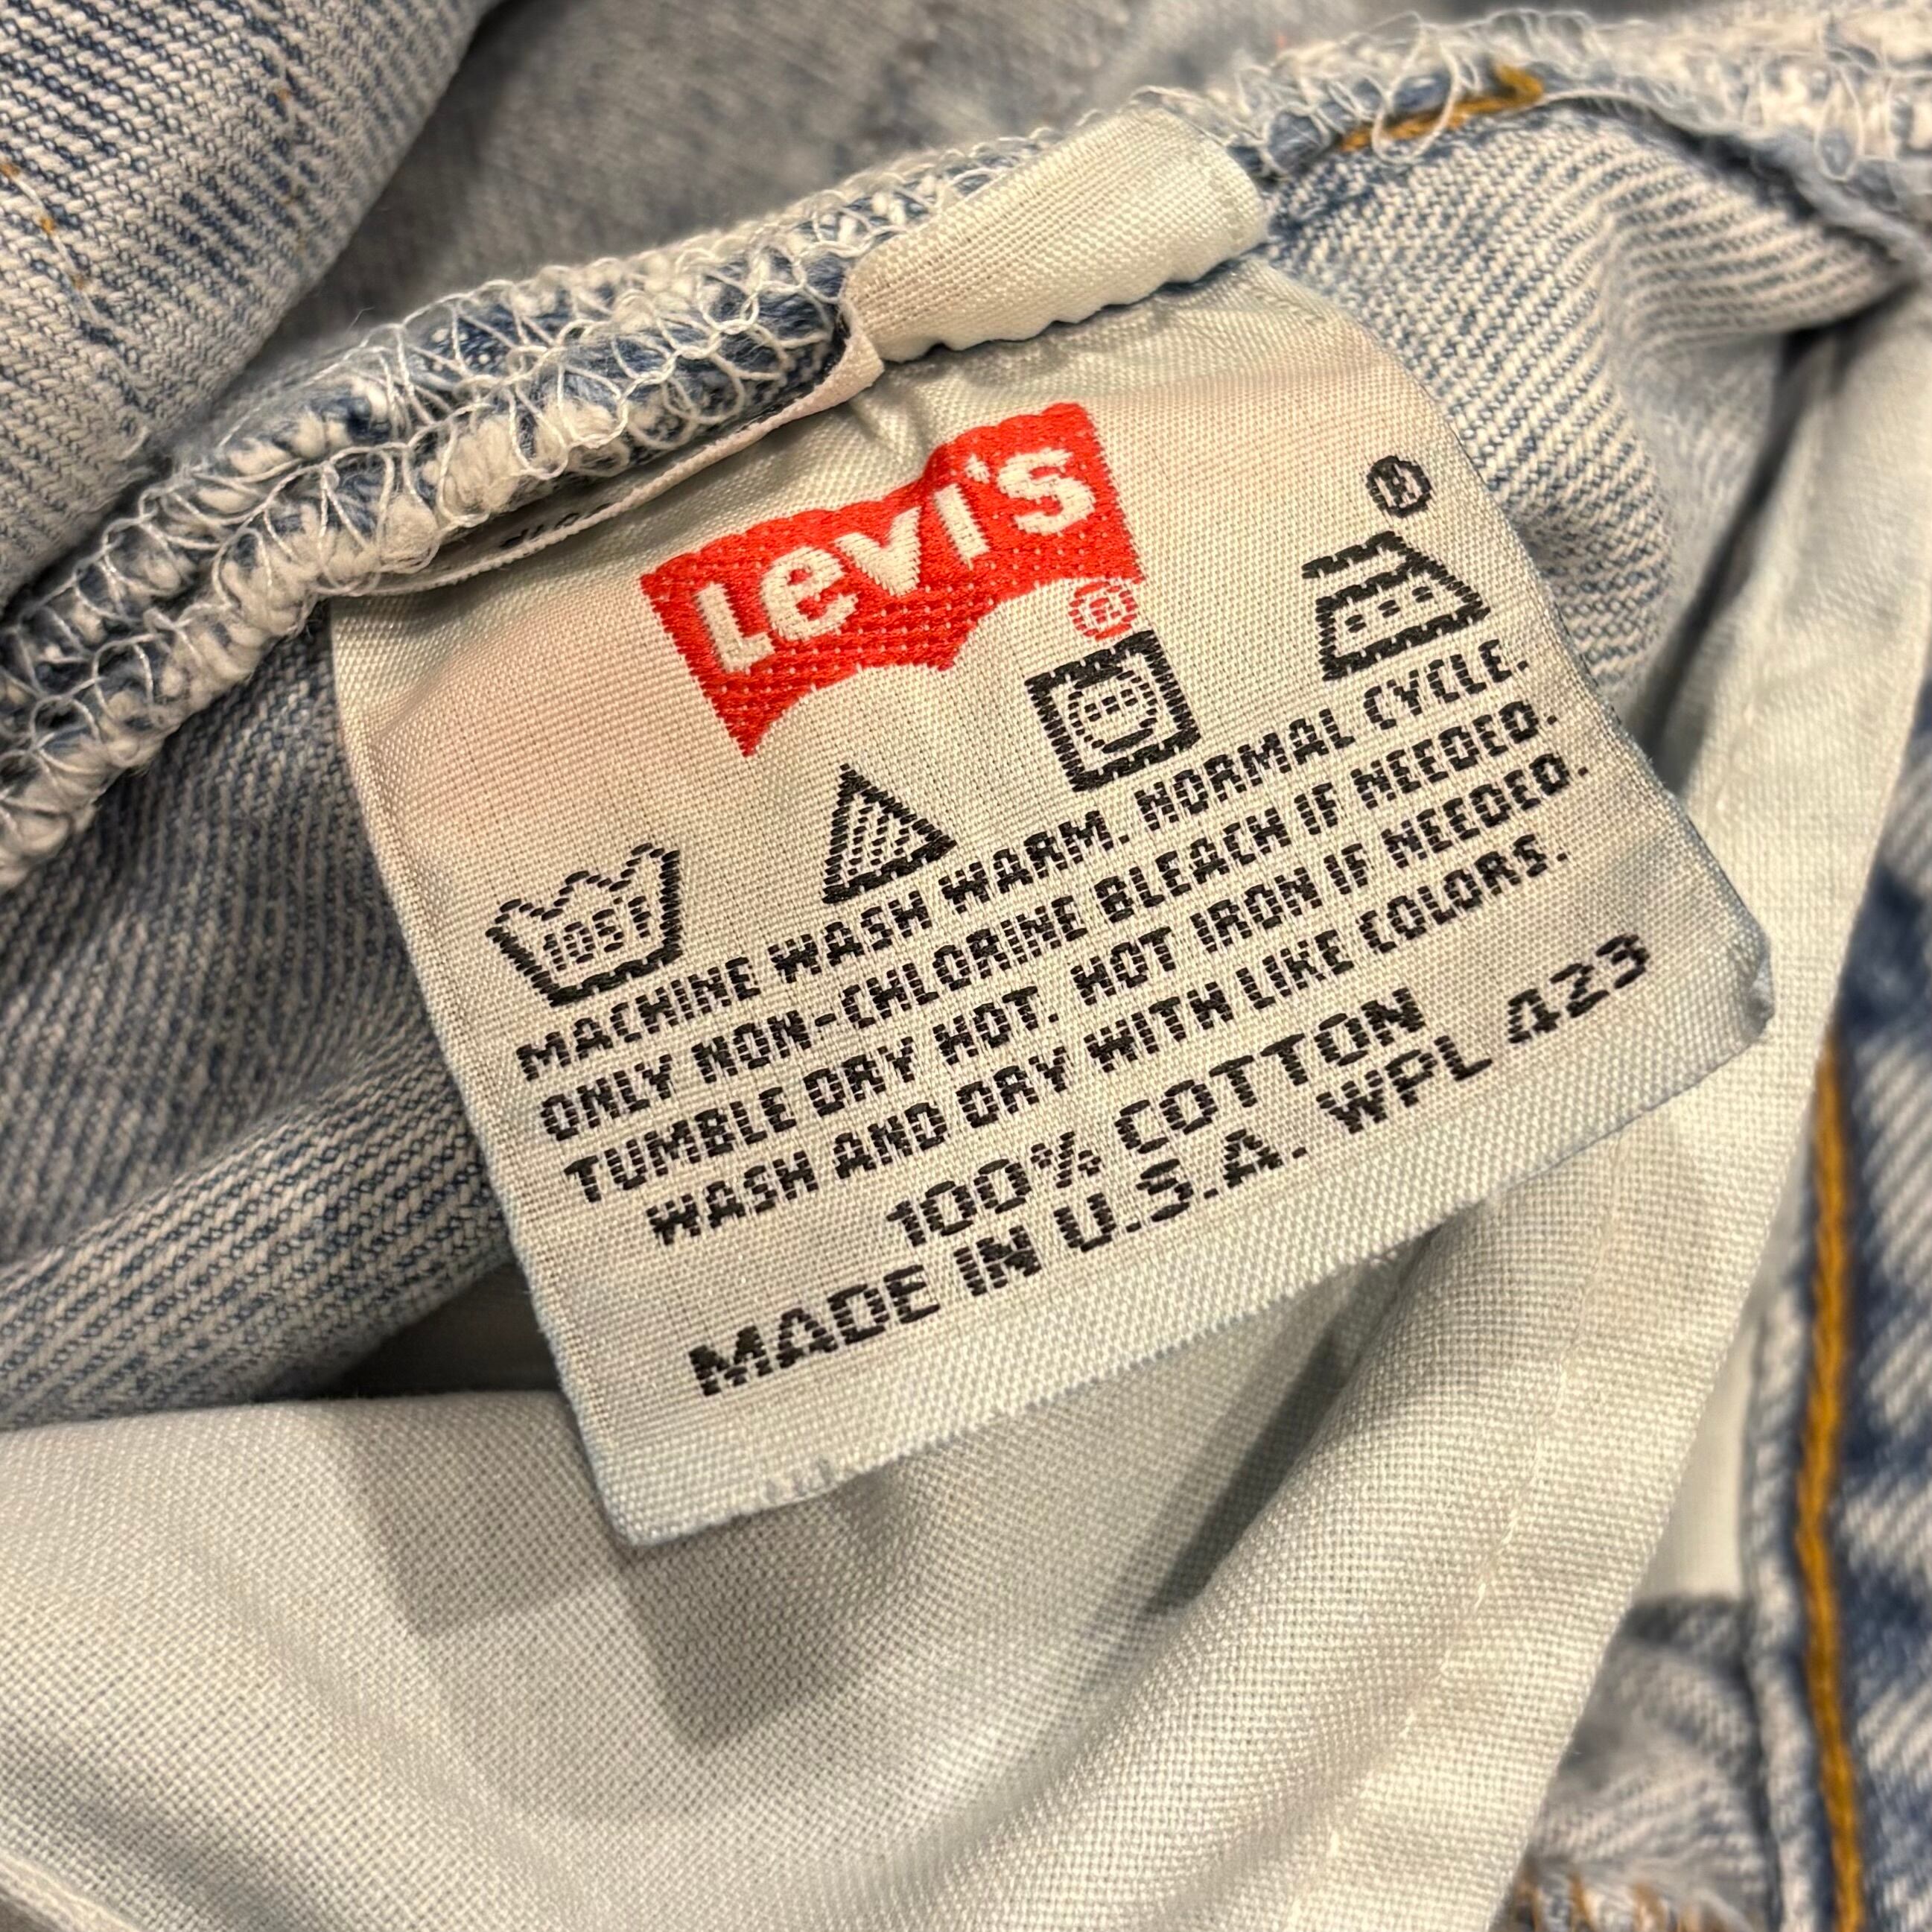 Levi's
®
®
105°F
MACHINE WASH WARM. NORMAL CYCLE.
ONLY NON-CHLORINE BLEACH IF NEEDED.
TUMBLE DRY HOT. HOT IRON IF NEEDED.
WASH AND DRY WITH LIKE COLORS.
100% COTTON
MADE IN U.S.A. WPL 423